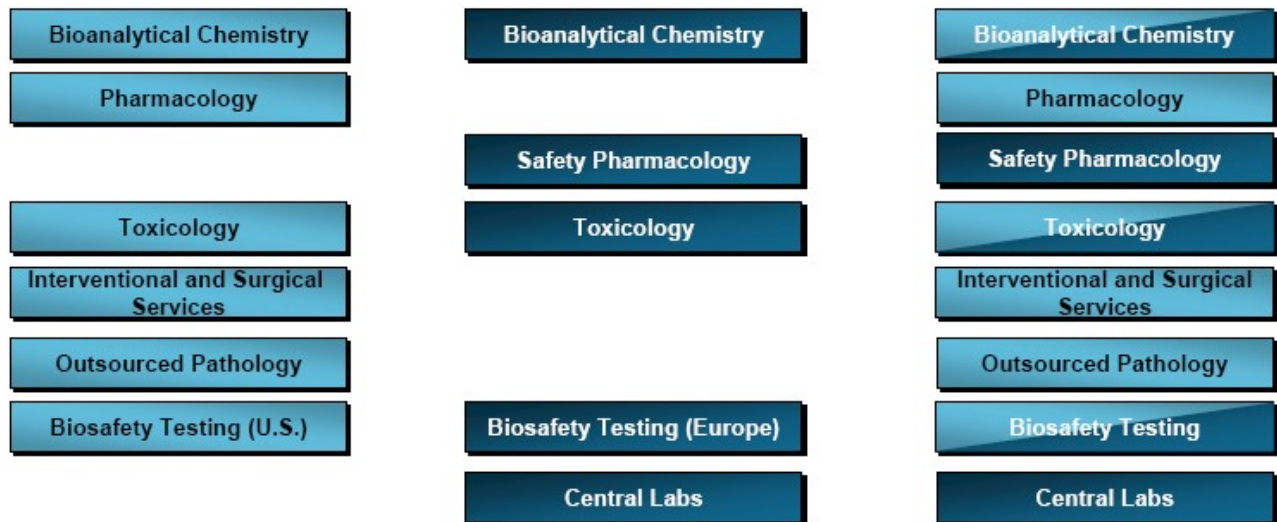 Bioanalytical Chemistry
Bioanalytical Chemistry
Bioanalytical Chemistry
Pharmacology
Pharmacology
Safety Pharmacology
Safety Pharmacology
Toxicology
Toxicology
Toxicology
Interventional and Surgical
Services
Interventional and Surgical
Services
Outsourced Pathology
Outsourced Pathology
Biosafety Testing (U.S.)
Biosafety Testing (Europe)
Biosafety Testing
Central Labs
Central Labs